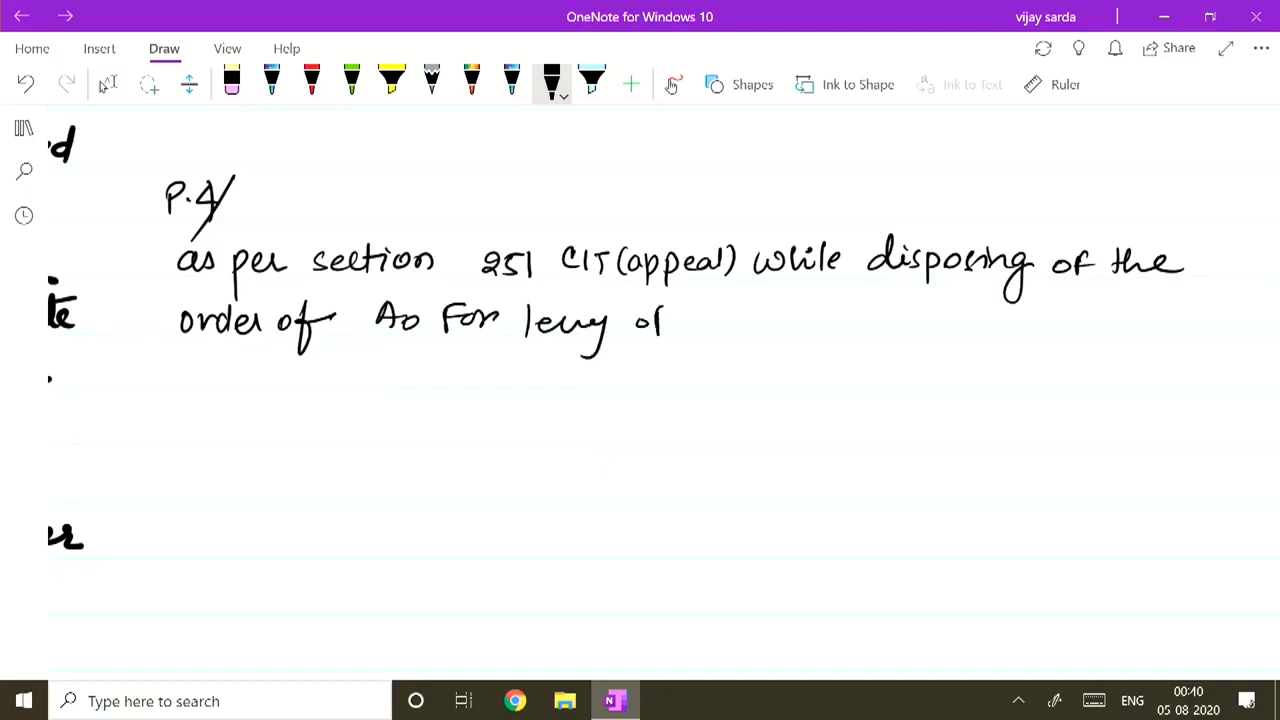 OneNote for Windows 10
vijay sarda
Home Insert Draw View Help
Share
Shapes Ink to Shape Ink to Text Ruler
d
P.4/
as per section 251 CIT(appeal) while disposing of the
te
order of AO For levy of
er
Type here to search
ENG
00:40
05-08-2020